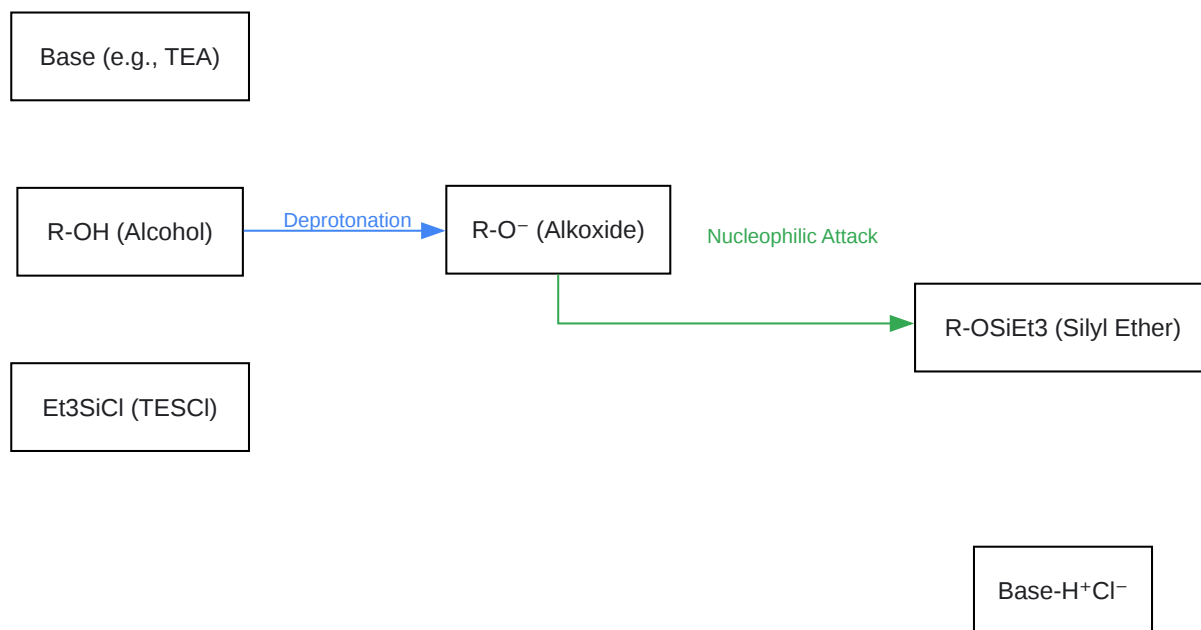 Base (e.g., TEA)
R-OH (Alcohol)
Deprotonation
R-O⁻ (Alkoxide)
Nucleophilic Attack
R-OSiEt3 (Silyl Ether)
Et3SiCl (TESCl)
Base-H⁺Cl⁻